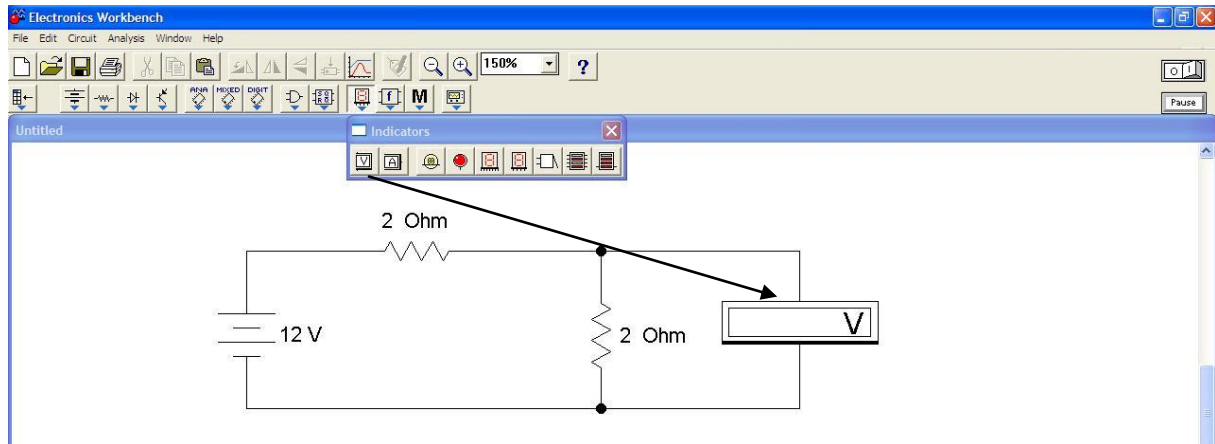 Electronics Workbench
File Edit Circuit Analysis Window Help
150% ?
ANA MIXED DIGIT
f M
Pause
Untitled
Indicators
V A
2 Ohm
12 V
2 Ohm
V